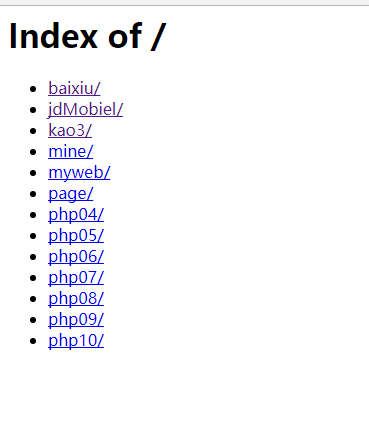 Index of /
baixiu/
jdMobiel/
kao3/
mine/
myweb/
page/
php04/
php05/
php06/
php07/
php08/
php09/
php10/